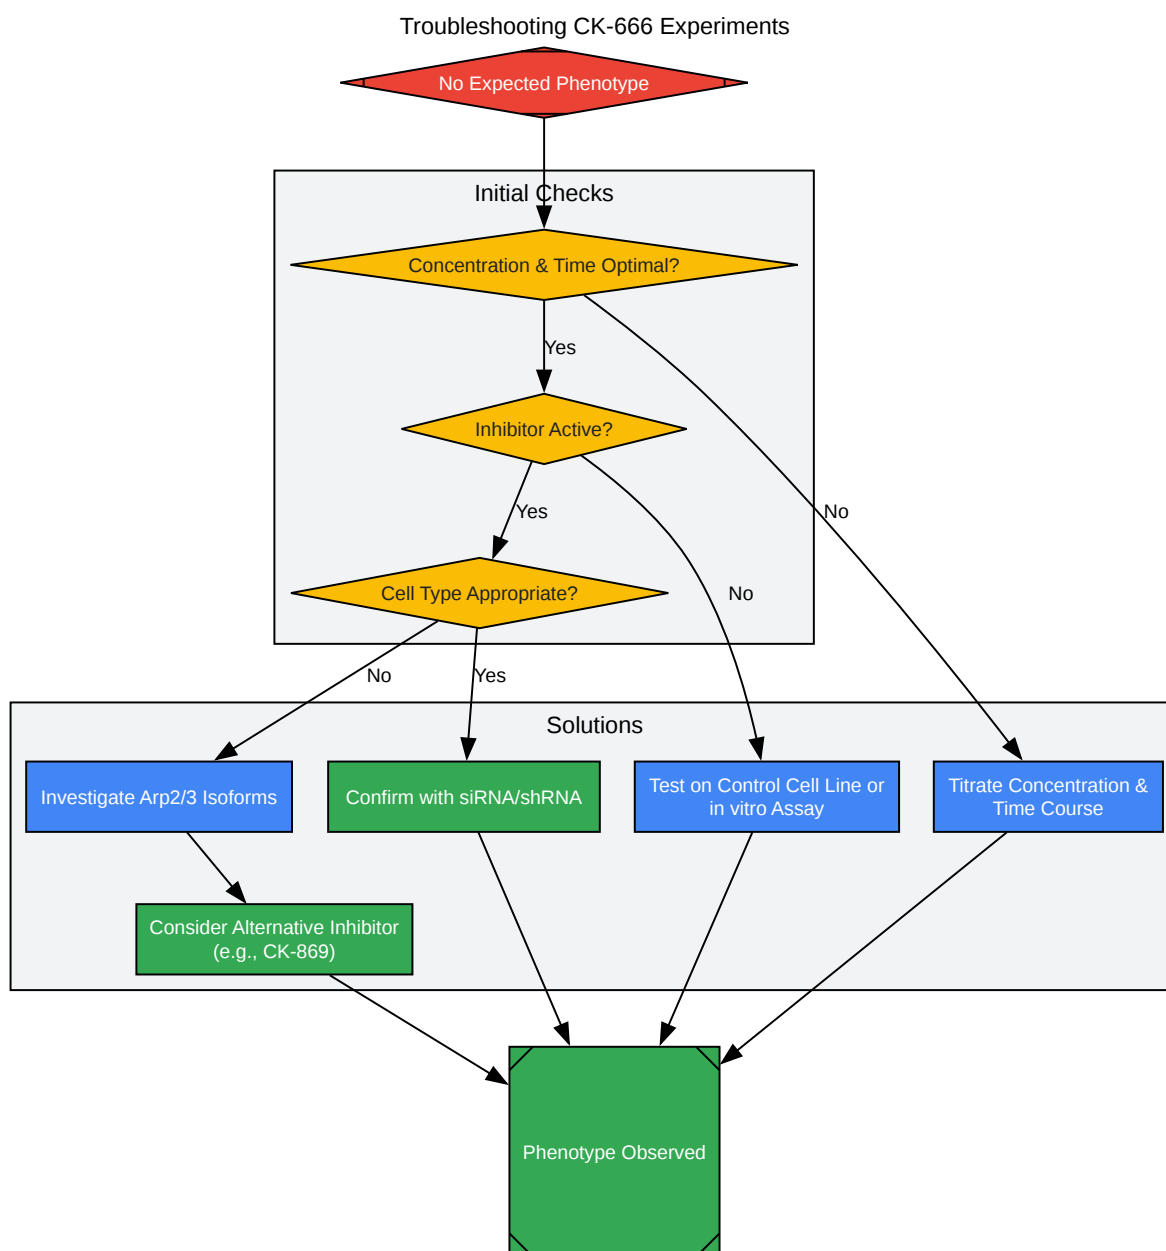 Troubleshooting CK-666 Experiments
No Expected Phenotype
Initial Checks
Concentration & Time Optimal?
Yes
Inhibitor Active?
Yes
No
Cell Type Appropriate?
No
No
Yes
Solutions
Investigate Arp2/3 Isoforms
Confirm with siRNA/shRNA
Test on Control Cell Line or
in vitro Assay
Titrate Concentration &
Time Course
Consider Alternative Inhibitor
(e.g., CK-869)
Phenotype Observed